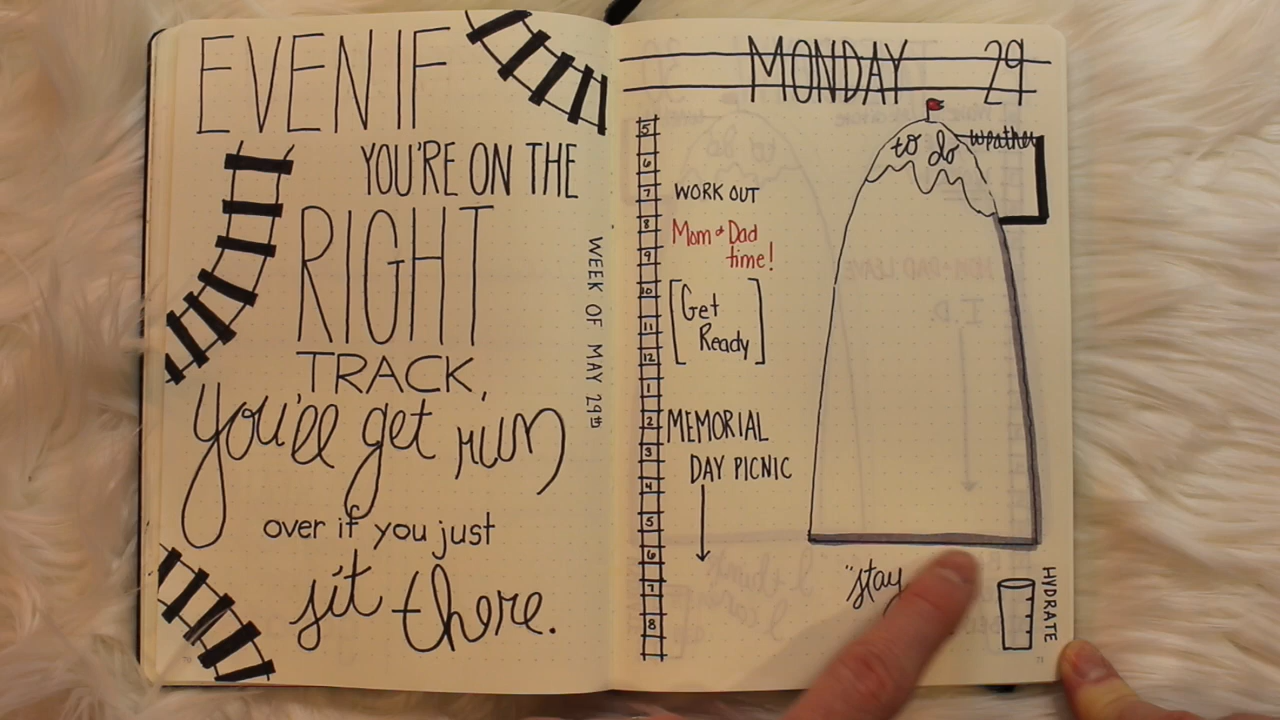 EVEN IF
YOU'RE ON THE
RIGHT
TRACK,
you'll get run
over if you just
sit there.
WEEK OF MAY 29th
MONDAY 29
5
6
7
8
9
10
11
12
1
2
3
4
5
6
7
8
WORK OUT
Mom & Dad
time!
[Get
Ready]
MEMORIAL
DAY PICNIC
to do
weather
"stay
HYDRATE
71